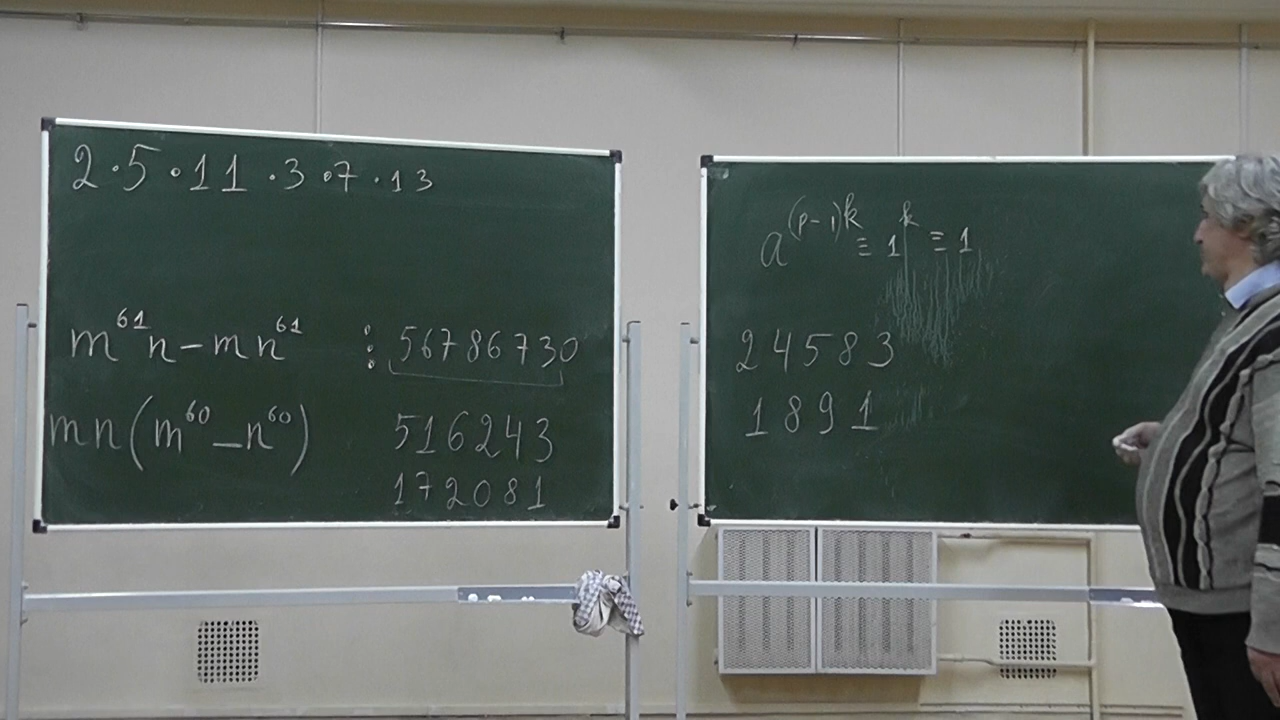 2·5·11·3·7·13
m^61 n − mn^61 ⋮ 56786730
mn(m^60 − n^60) 516243
172081
a^(p−1)k ≡ 1^k ≡ 1
24583
1891